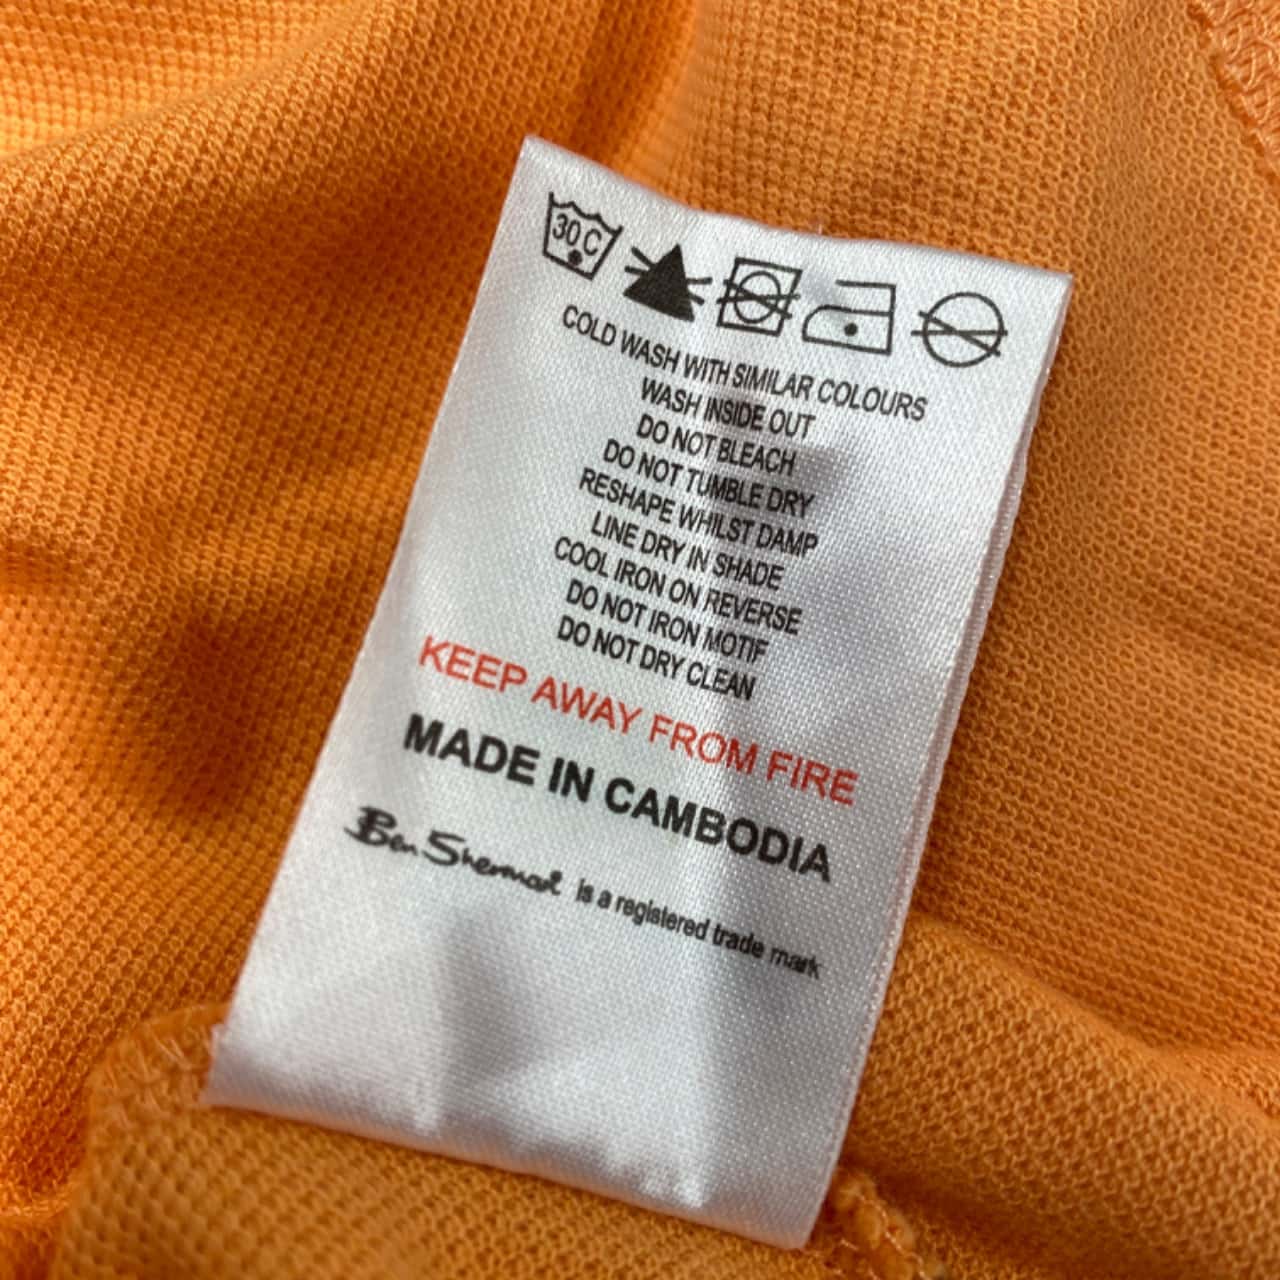 30 C
COLD WASH WITH SIMILAR COLOURS
WASH INSIDE OUT
DO NOT BLEACH
DO NOT TUMBLE DRY
RESHAPE WHILST DAMP
LINE DRY IN SHADE
COOL IRON ON REVERSE
DO NOT IRON MOTIF
DO NOT DRY CLEAN
KEEP AWAY FROM FIRE
MADE IN CAMBODIA
Ben Sherman is a registered trade mark